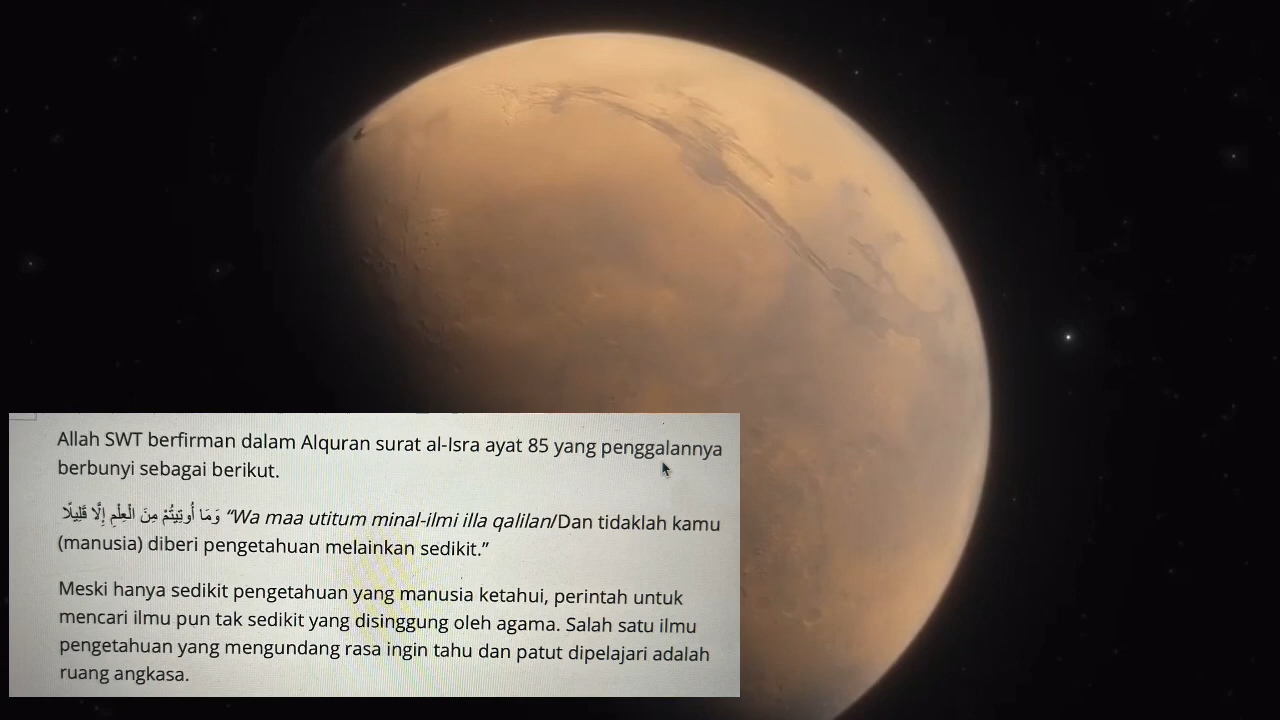 Allah SWT berfirman dalam Alquran surat al-Isra ayat 85 yang penggalannya
berbunyi sebagai berikut.
وَمَا أُوتِيتُمْ مِنَ الْعِلْمِ إِلَّا قَلِيلًا “Wa maa utitum minal-ilmi illa qalilan/Dan tidaklah kamu
(manusia) diberi pengetahuan melainkan sedikit.”
Meski hanya sedikit pengetahuan yang manusia ketahui, perintah untuk
mencari ilmu pun tak sedikit yang disinggung oleh agama. Salah satu ilmu
pengetahuan yang mengundang rasa ingin tahu dan patut dipelajari adalah
ruang angkasa.